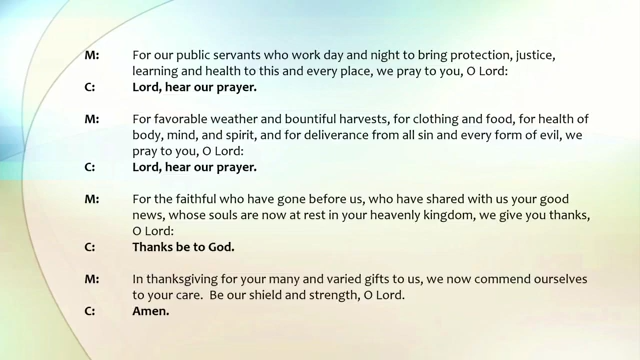 M: For our public servants who work day and night to bring protection, justice,
learning and health to this and every place, we pray to you, O Lord:
C: Lord, hear our prayer.
M: For favorable weather and bountiful harvests, for clothing and food, for health of
body, mind, and spirit, and for deliverance from all sin and every form of evil, we
pray to you, O Lord:
C: Lord, hear our prayer.
M: For the faithful who have gone before us, who have shared with us your good
news, whose souls are now at rest in your heavenly kingdom, we give you thanks,
O Lord:
C: Thanks be to God.
M: In thanksgiving for your many and varied gifts to us, we now commend ourselves
to your care. Be our shield and strength, O Lord.
C: Amen.